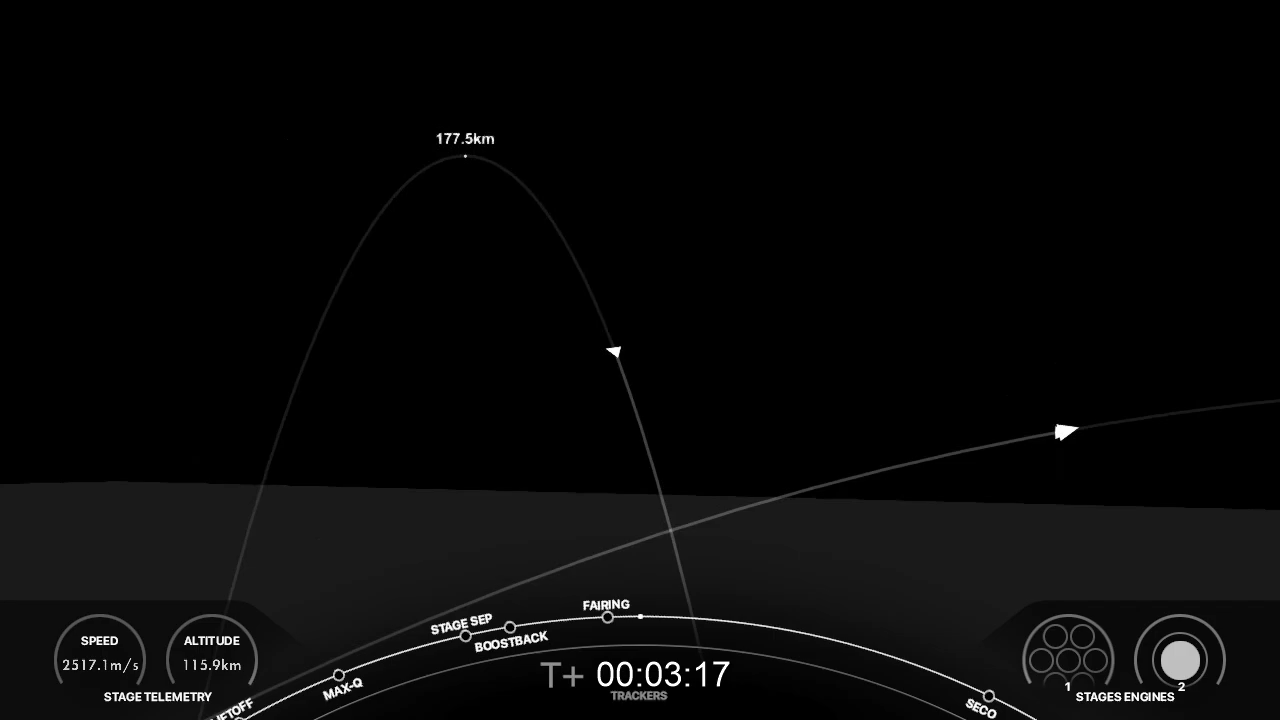 177.5km
FAIRING
STAGE SEP
BOOSTBACK
MAX-Q
SECO
SPEED
2517.1m/s
ALTITUDE
115.9km
STAGE TELEMETRY
T+ 00:03:17
TRACKERS
1
2
STAGES ENGINES